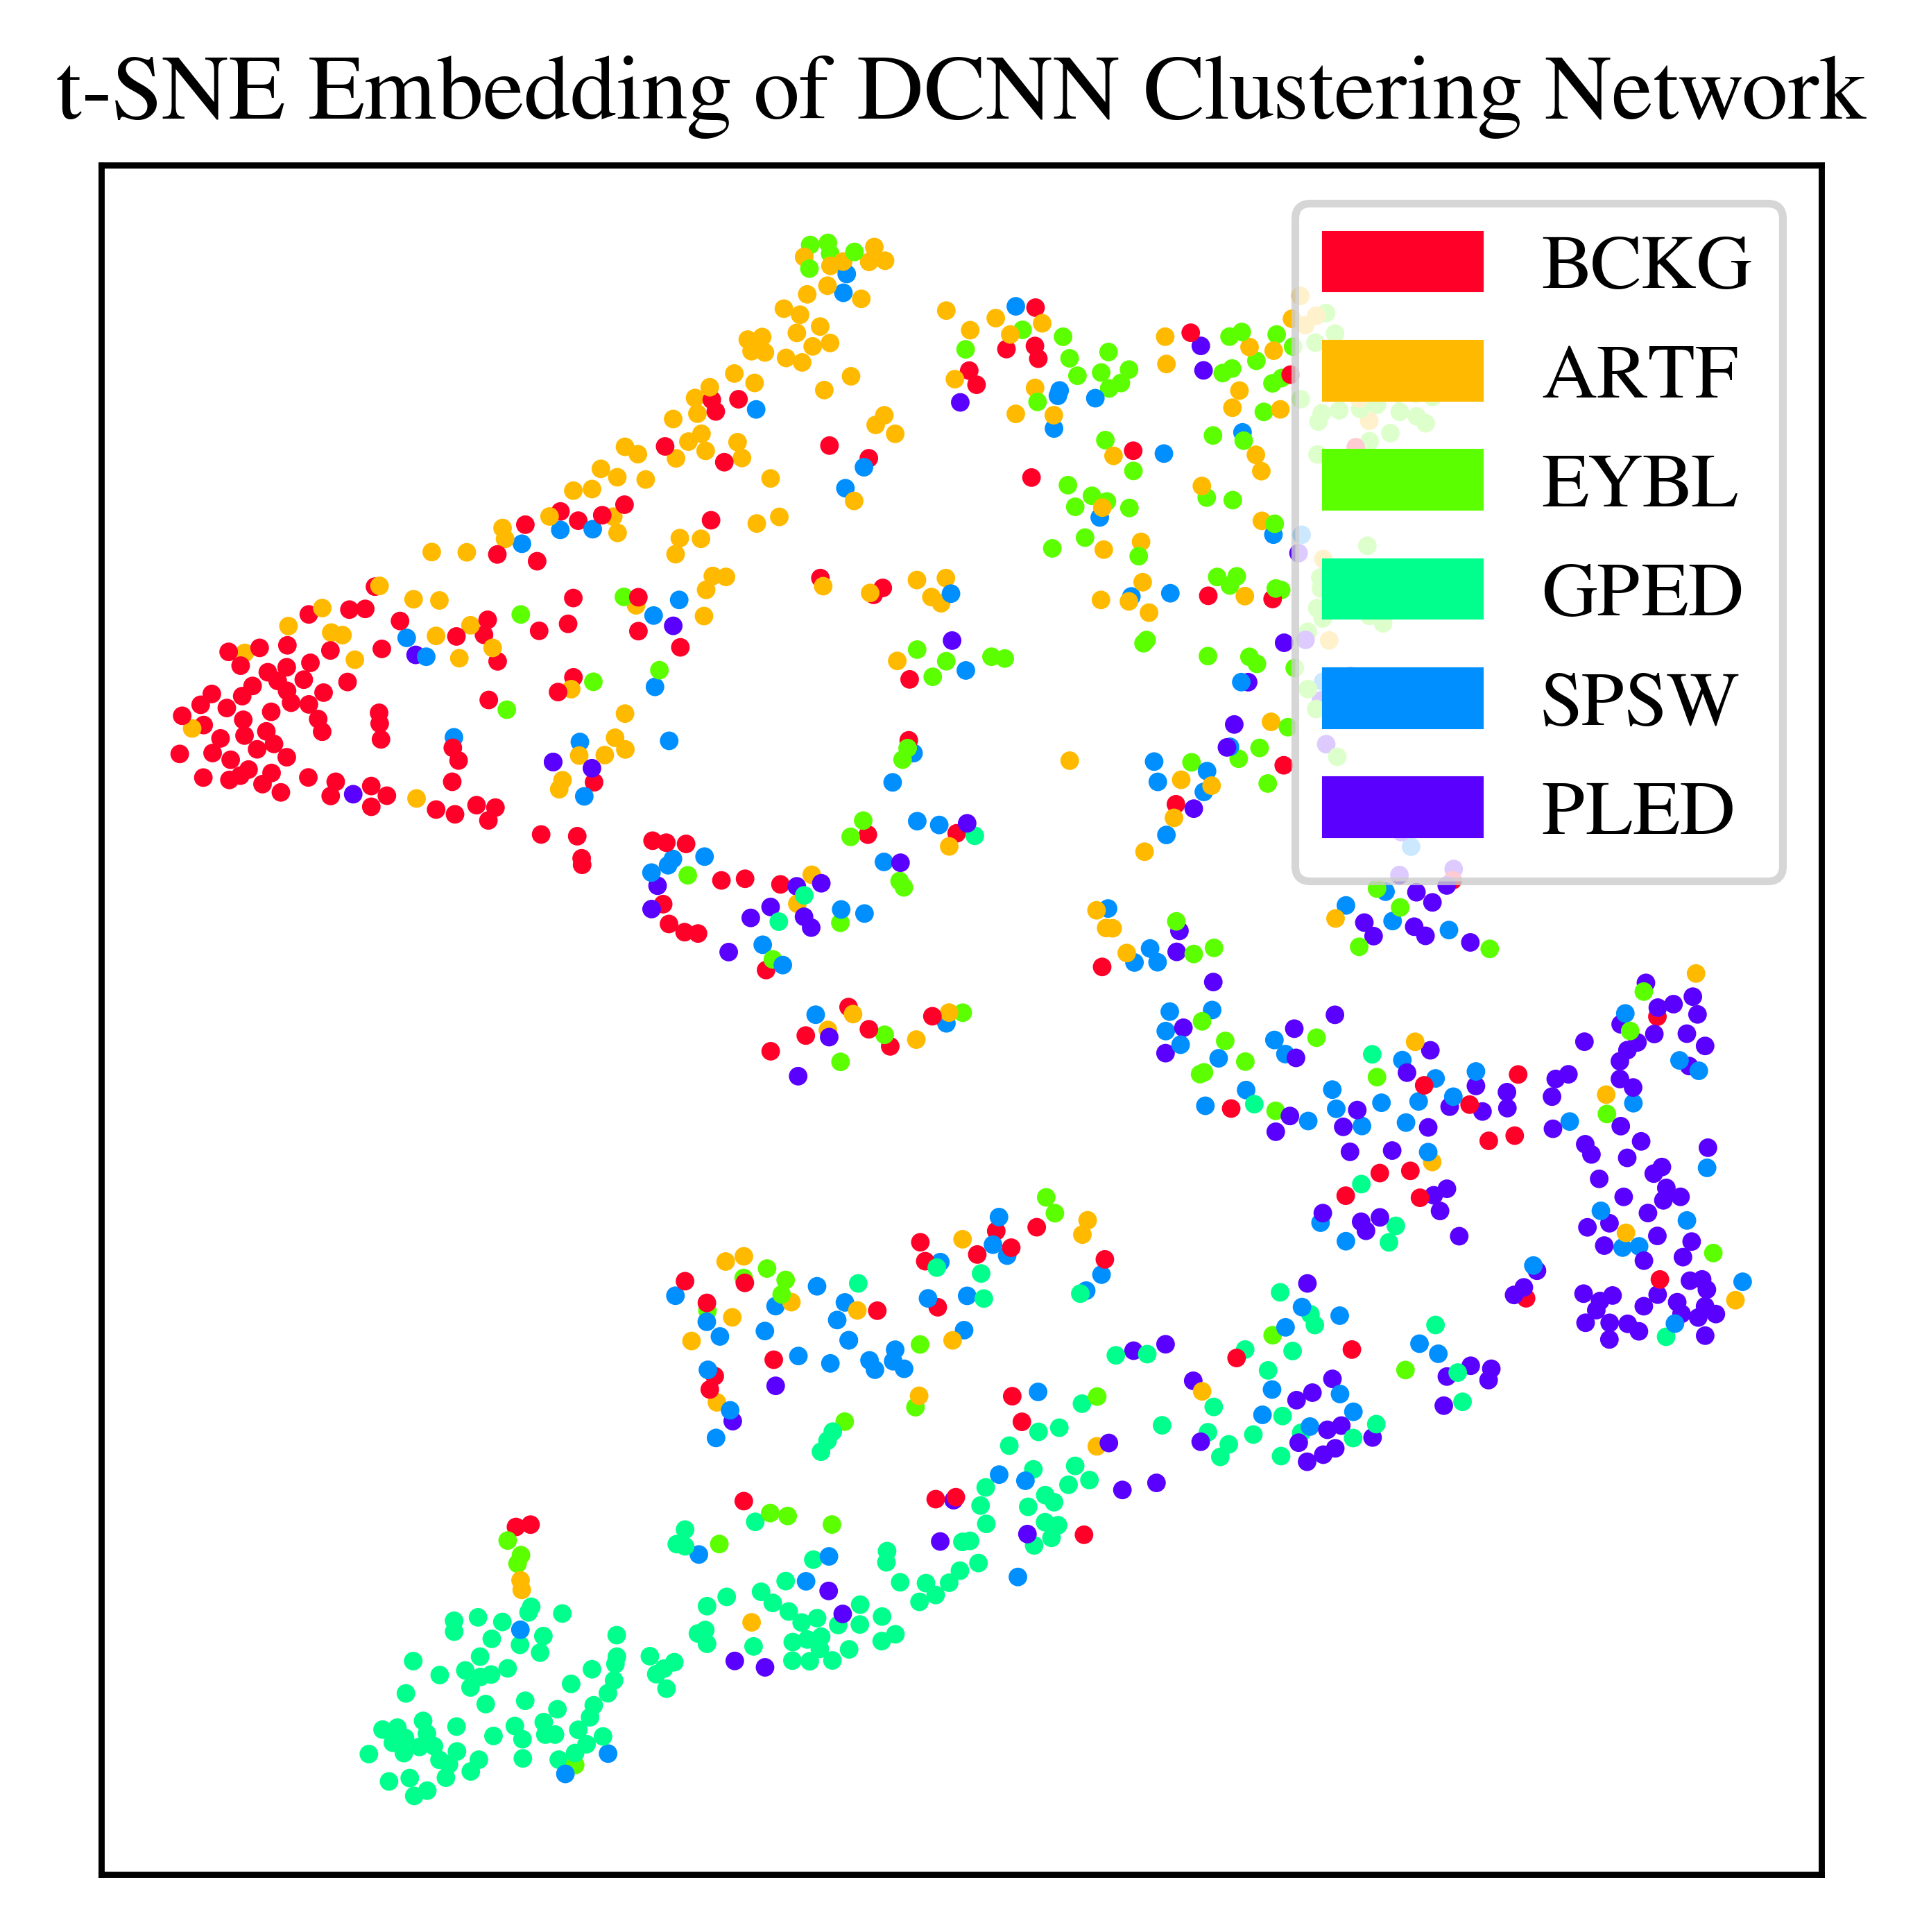 t-SNE Embedding of DCNN Clustering Network
BCKG
ARTF
EYBL
GPED
SPSW
PLED